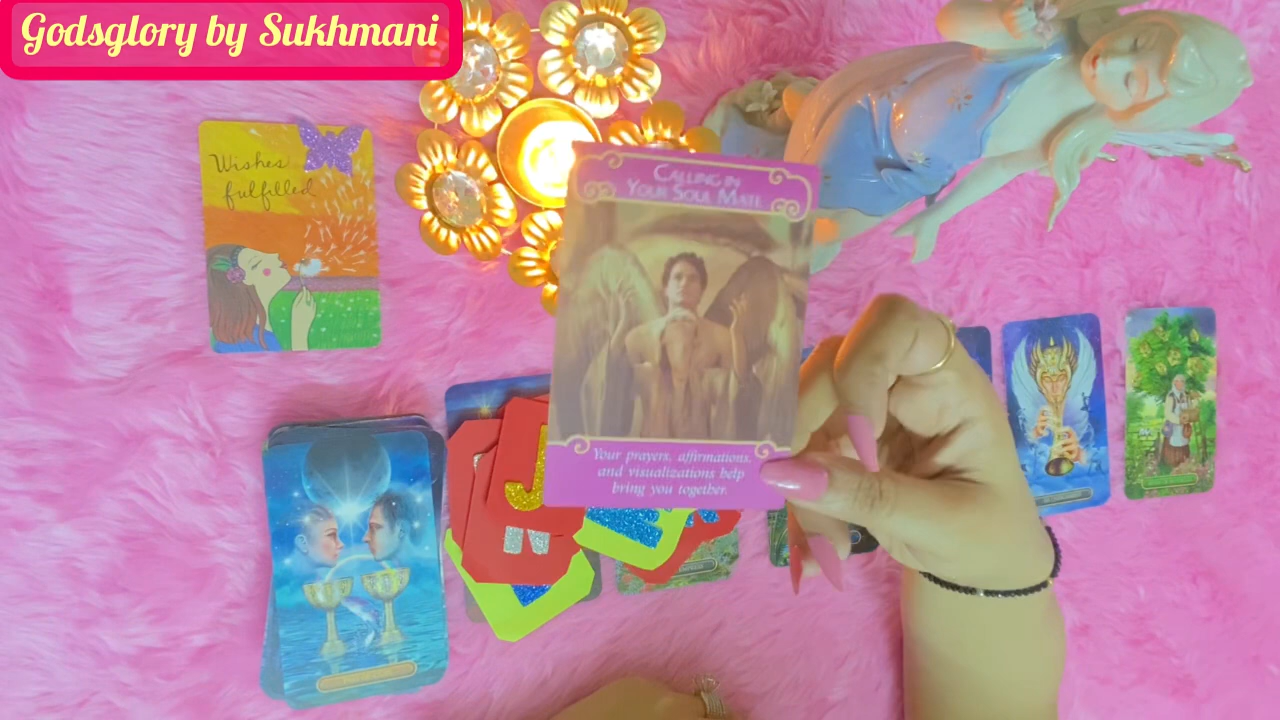 Godsglory by Sukhmani
Wishes
fulfilled
CALLING IN
YOUR SOUL MATE
Your prayers, affirmations,
and visualizations help
bring you together.
J